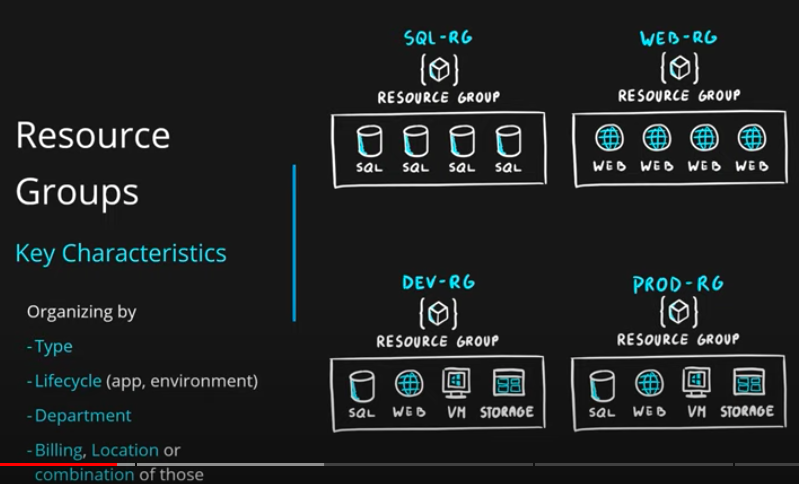 Resource
Groups
Key Characteristics
Organizing by
- Type
- Lifecycle (app, environment)
- Department
- Billing, Location or
combination of those
SQL-RG
RESOURCE GROUP
SQL SQL SQL SQL
WEB-RG
RESOURCE GROUP
WEB WEB WEB WEB
DEV-RG
RESOURCE GROUP
SQL WEB VM STORAGE
PROD-RG
RESOURCE GROUP
SQL WEB VM STORAGE